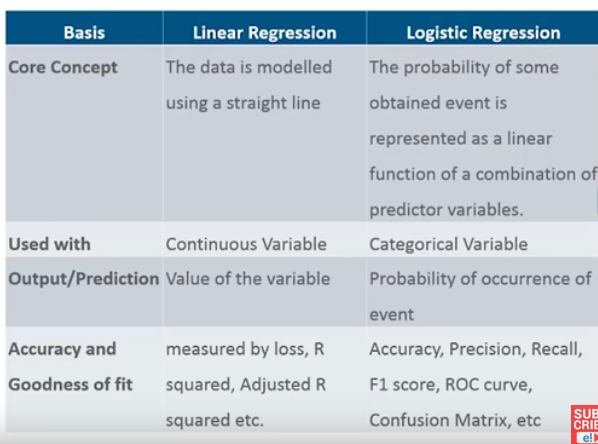 Basis Linear Regression Logistic Regression
Core Concept The data is modelled The probability of some
using a straight line obtained event is
represented as a linear
function of a combination of
predictor variables.
Used with Continuous Variable Categorical Variable
Output/Prediction Value of the variable Probability of occurrence of
event
Accuracy and measured by loss, R Accuracy, Precision, Recall,
Goodness of fit squared, Adjusted R F1 score, ROC curve,
squared etc. Confusion Matrix, etc
SUB
CRIB
e!